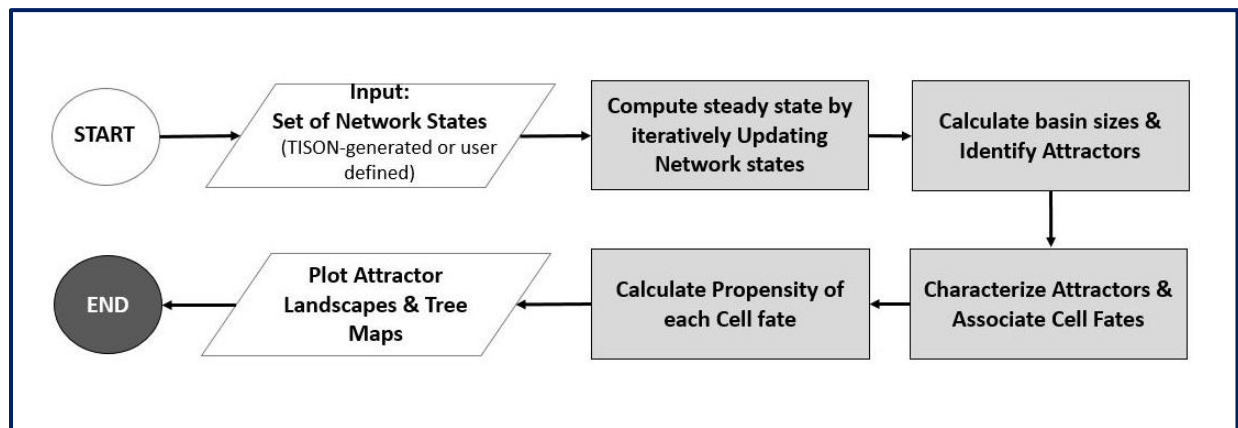 START
Input:
Set of Network States
(TISON-generated or user
defined)
Compute steady state by
iteratively Updating
Network states
Calculate basin sizes &
Identify Attractors
Characterize Attractors &
Associate Cell Fates
Calculate Propensity of
each Cell fate
Plot Attractor
Landscapes & Tree
Maps
END